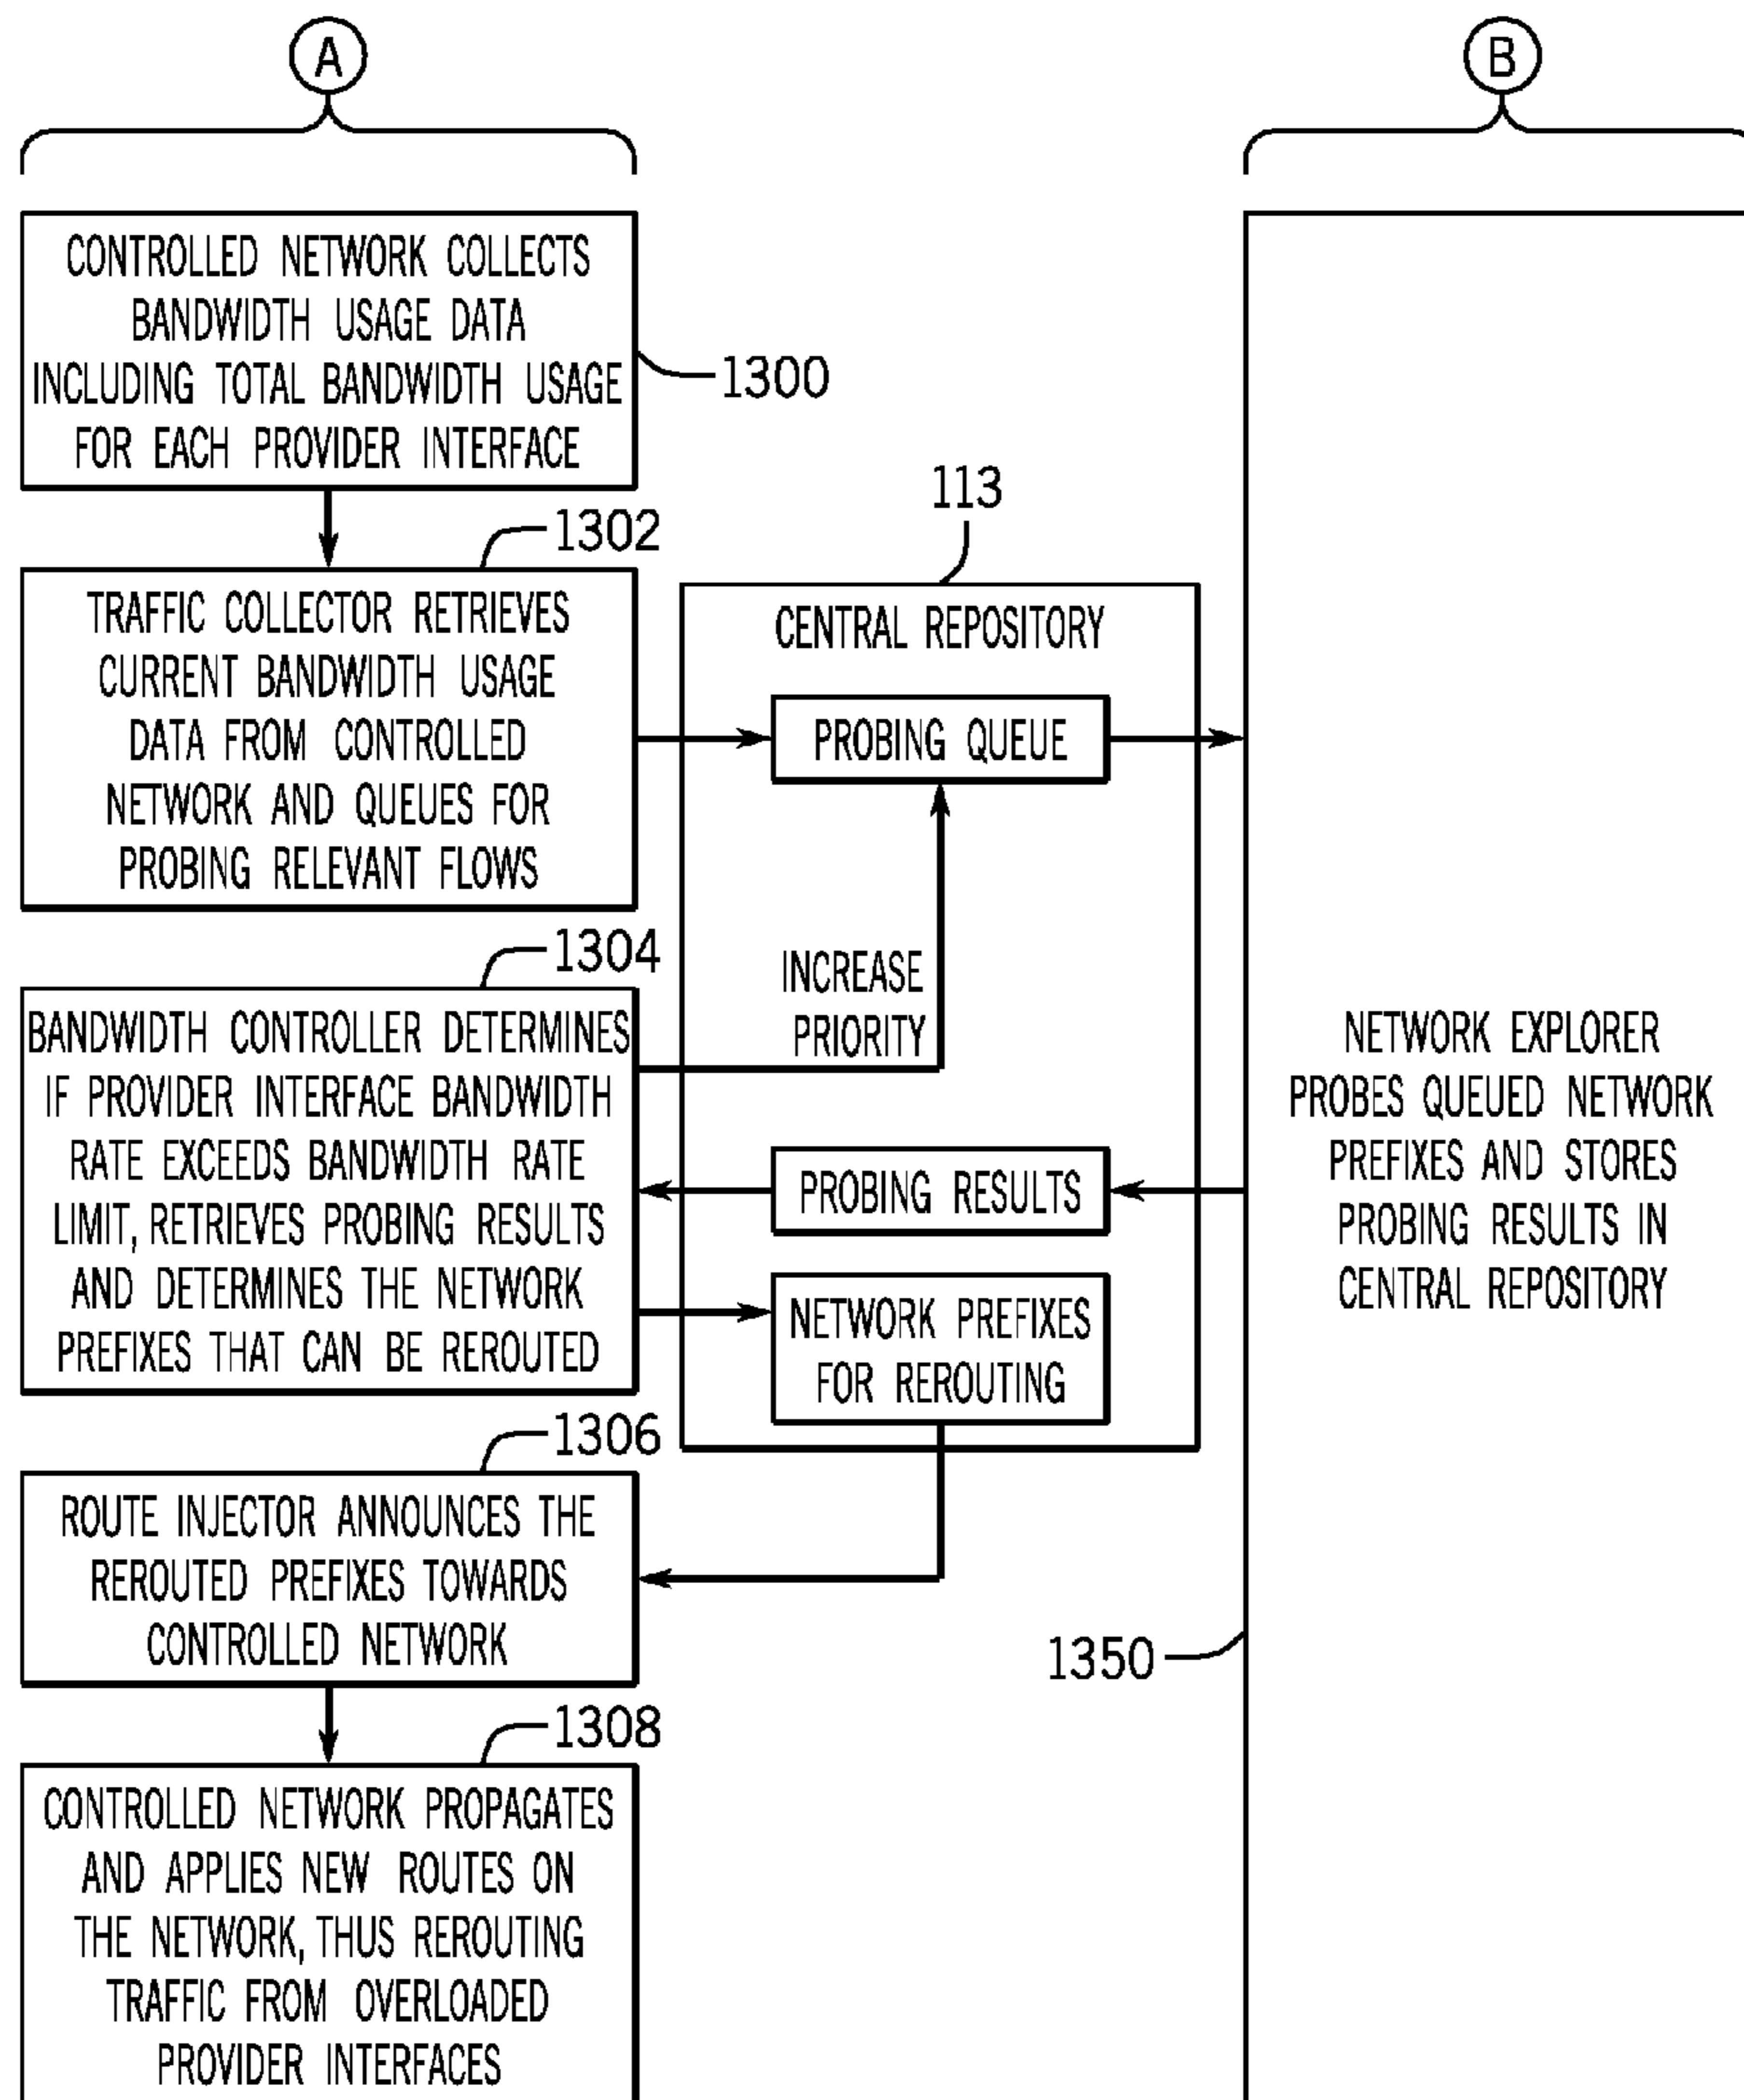 A
B
CONTROLLED NETWORK COLLECTS
BANDWIDTH USAGE DATA
INCLUDING TOTAL BANDWIDTH USAGE
FOR EACH PROVIDER INTERFACE
1300
1302
TRAFFIC COLLECTOR RETRIEVES
CURRENT BANDWIDTH USAGE
DATA FROM CONTROLLED
NETWORK AND QUEUES FOR
PROBING RELEVANT FLOWS
113
CENTRAL REPOSITORY
PROBING QUEUE
INCREASE
PRIORITY
PROBING RESULTS
NETWORK PREFIXES
FOR REROUTING
1304
BANDWIDTH CONTROLLER DETERMINES
IF PROVIDER INTERFACE BANDWIDTH
RATE EXCEEDS BANDWIDTH RATE
LIMIT, RETRIEVES PROBING RESULTS
AND DETERMINES THE NETWORK
PREFIXES THAT CAN BE REROUTED
NETWORK EXPLORER
PROBES QUEUED NETWORK
PREFIXES AND STORES
PROBING RESULTS IN
CENTRAL REPOSITORY
1306
ROUTE INJECTOR ANNOUNCES THE
REROUTED PREFIXES TOWARDS
CONTROLLED NETWORK
1350
1308
CONTROLLED NETWORK PROPAGATES
AND APPLIES NEW ROUTES ON
THE NETWORK, THUS REROUTING
TRAFFIC FROM OVERLOADED
PROVIDER INTERFACES